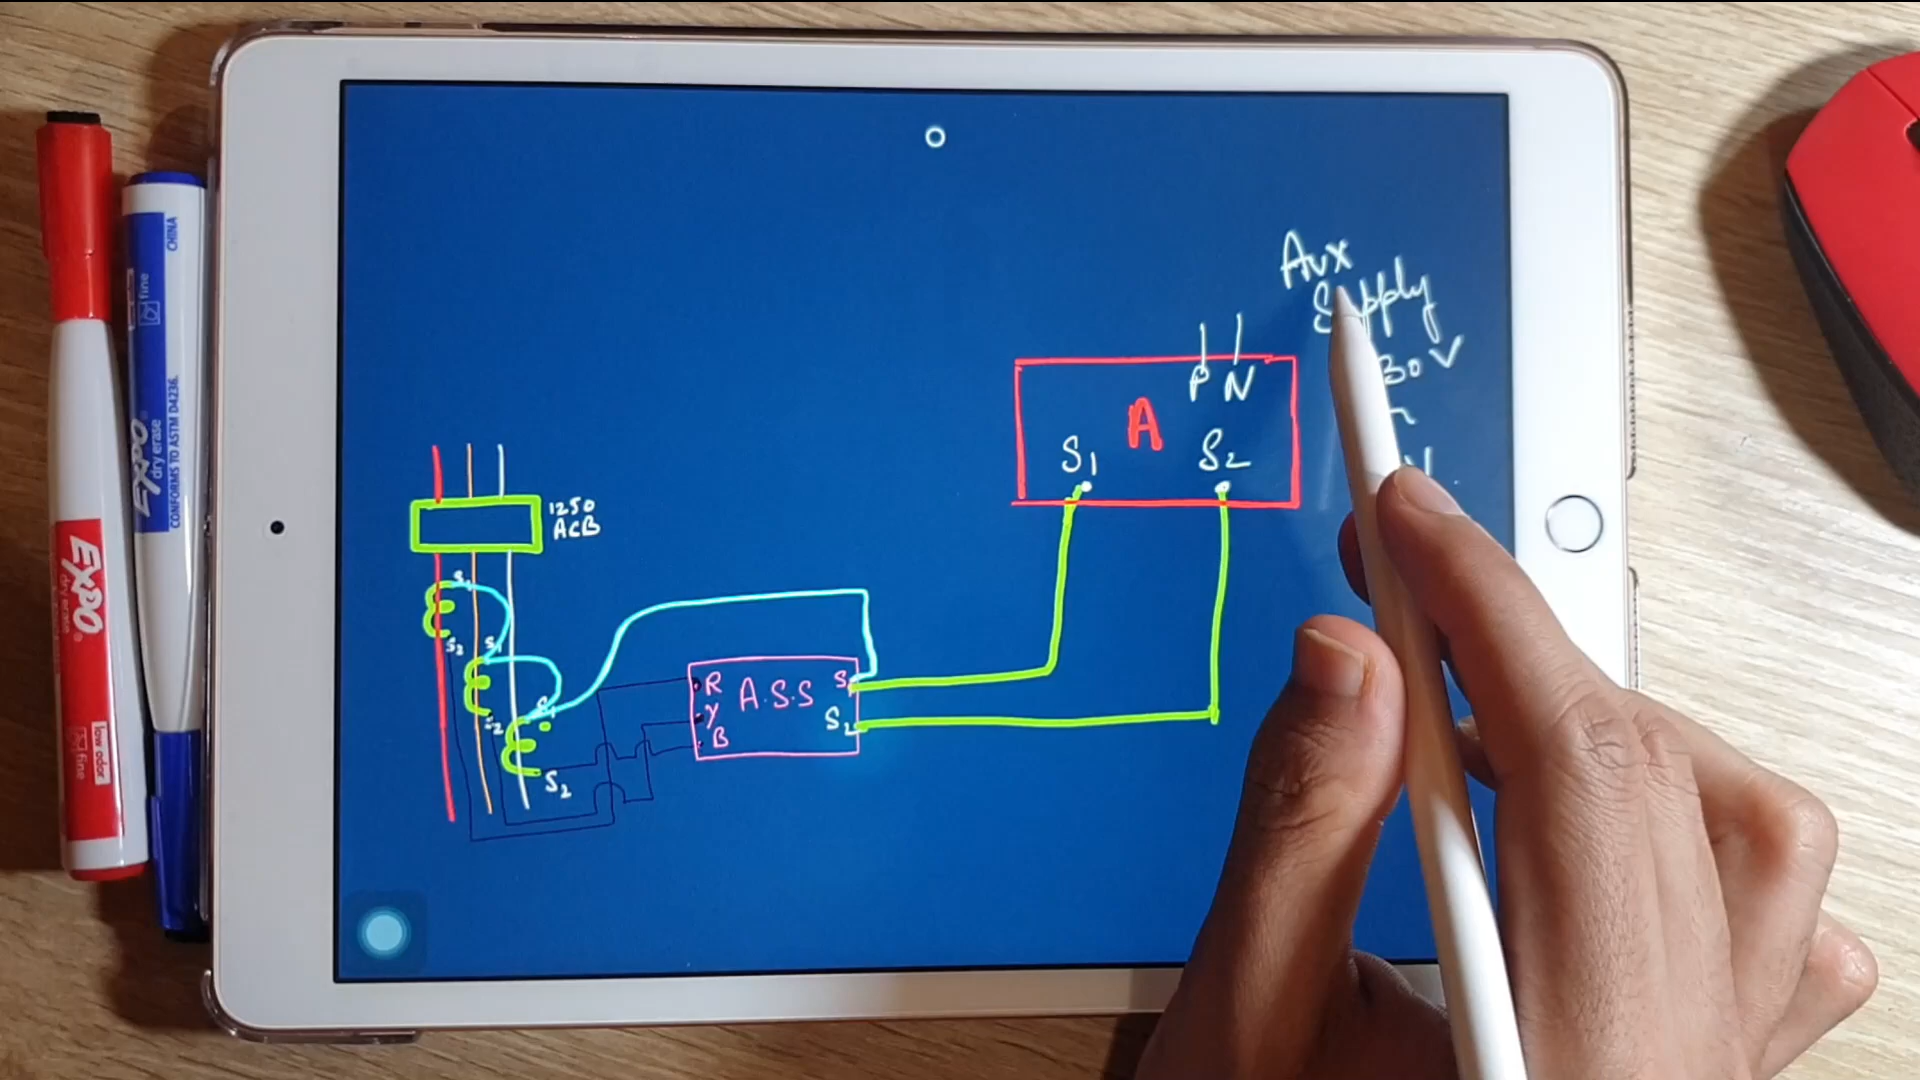 Aux
Supply
30 V
V
P N
A
S1
S2
1250
ACB
S1
S2
S1
S2
S1
S2
R
Y
B
A.S.S
S1
S2
EXPO
dry erase
low odor
fine
EXPO
dry erase
CONFORMS TO ASTM D4236.
fine
CHINA